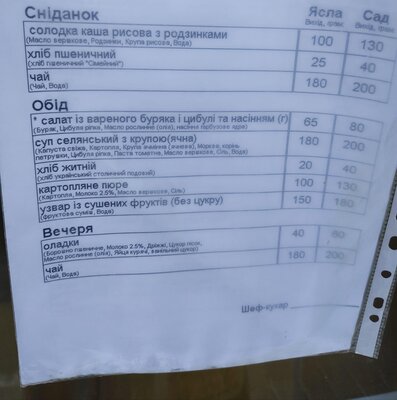 Сніданок Ясла Сад
Вихід, грам. Вихід, грам.
солодка каша рисова з родзинками 100 130
(Масло вершкове, Родзинки, Крупа рисова, Вода)
хліб пшеничний 25 40
(хліб пшеничний "Сімейний")
чай 180 200
(Чай, Вода)
Обід
* салат із вареного буряка і цибулі та насінням (г) 65 80
(Буряк, Цибуля ріпка, Масло рослинне (олія), насіння гарбузове ядра)
суп селянський з крупою(ячна) 180 200
(Капуста свіжа, Картопля, Крупа ячмінна (ячнева), Морква, корінь
петрушки, Цибуля ріпка, Паста томатна, Масло вершкове, Сіль, Вода)
хліб житній 20 40
(хліб український столичний подовий)
картопляне пюре 100 130
(Картопля, Молоко 2.5%, Масло вершкове, Сіль)
узвар із сушених фруктів (без цукру) 150 180
(фруктова суміш, Вода)
Вечеря
оладки 40 60
(Борошно пшеничне, Молоко 2.5%, Дріжджі, Цукор пісок,
Масло рослинне (олія), Яйця курячі, ванільний цукор)
чай 180 200
(Чай, Вода)
Шеф-кухар